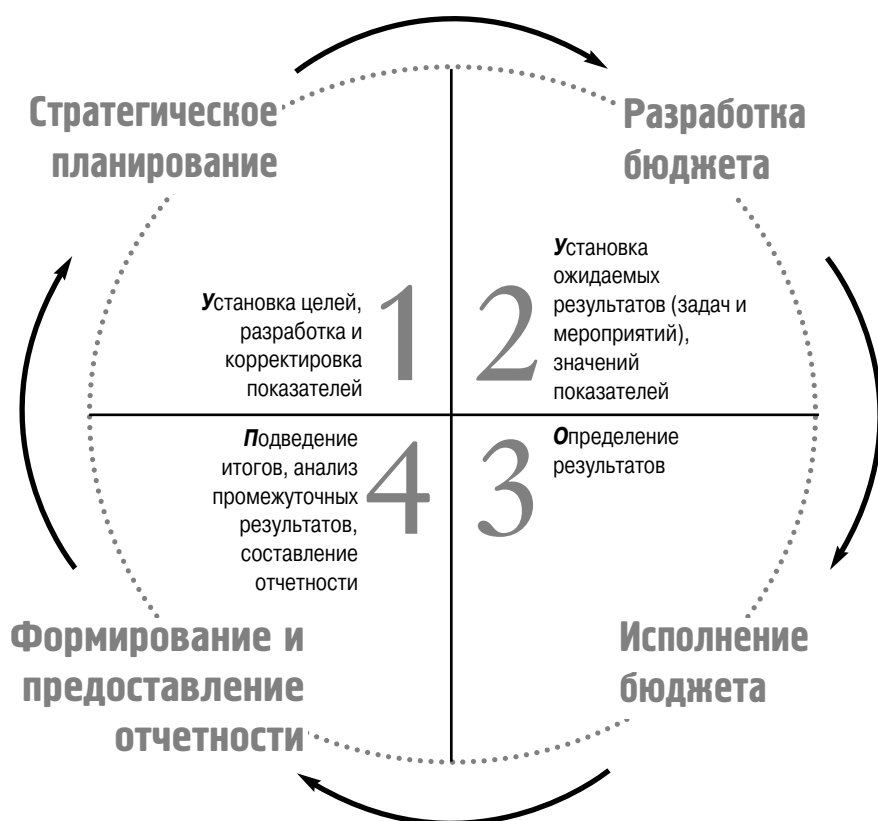 Стратегическое
планирование
Разработка
бюджета
Установка целей,
разработка и
корректировка
показателей
1
2
Установка
ожидаемых
результатов (задач и
мероприятий),
значений
показателей
Подведение
итогов, анализ
промежуточных
результатов,
составление
отчетности
4
3
Определение
результатов
Формирование и
предоставление
отчетности
Исполнение
бюджета